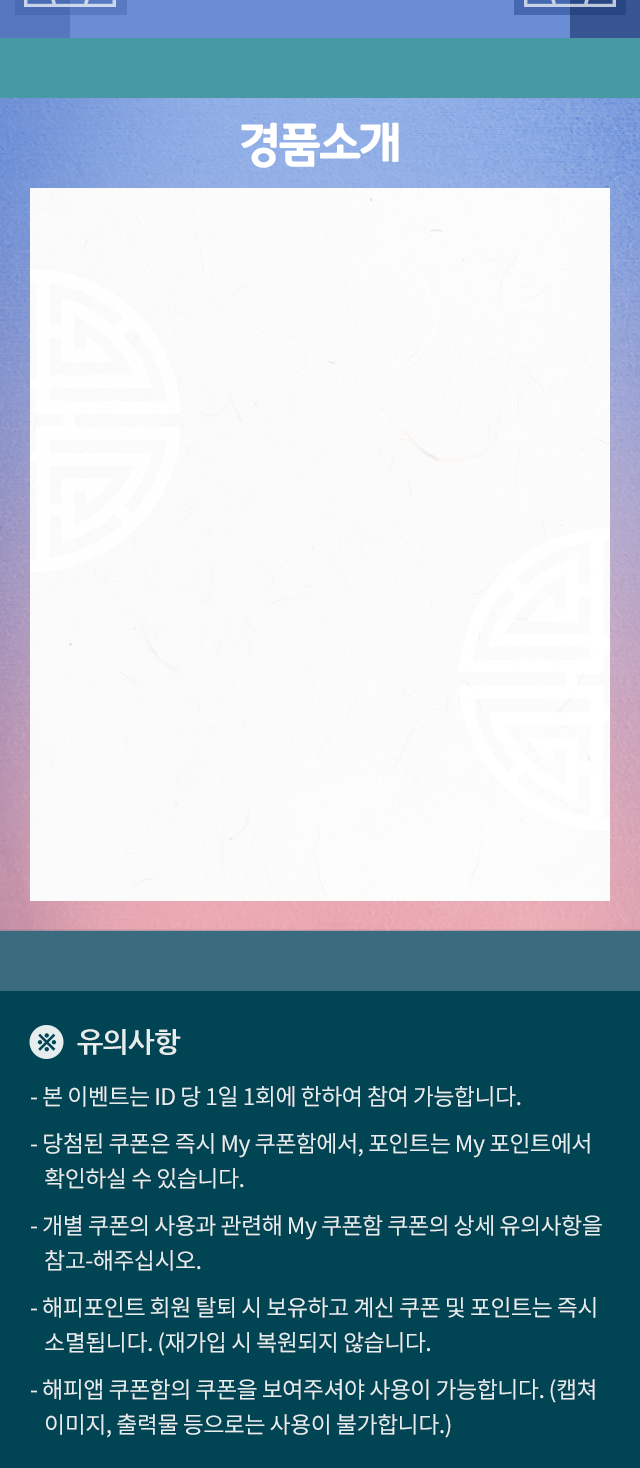 경품소개
※ 유의사항
- 본 이벤트는 ID 당 1일 1회에 한하여 참여 가능합니다.
- 당첨된 쿠폰은 즉시 My 쿠폰함에서, 포인트는 My 포인트에서
확인하실 수 있습니다.
- 개별 쿠폰의 사용과 관련해 My 쿠폰함 쿠폰의 상세 유의사항을
참고-해주십시오.
- 해피포인트 회원 탈퇴 시 보유하고 계신 쿠폰 및 포인트는 즉시
소멸됩니다. (재가입 시 복원되지 않습니다.
- 해피앱 쿠폰함의 쿠폰을 보여주셔야 사용이 가능합니다. (캡쳐
이미지, 출력물 등으로는 사용이 불가합니다.)